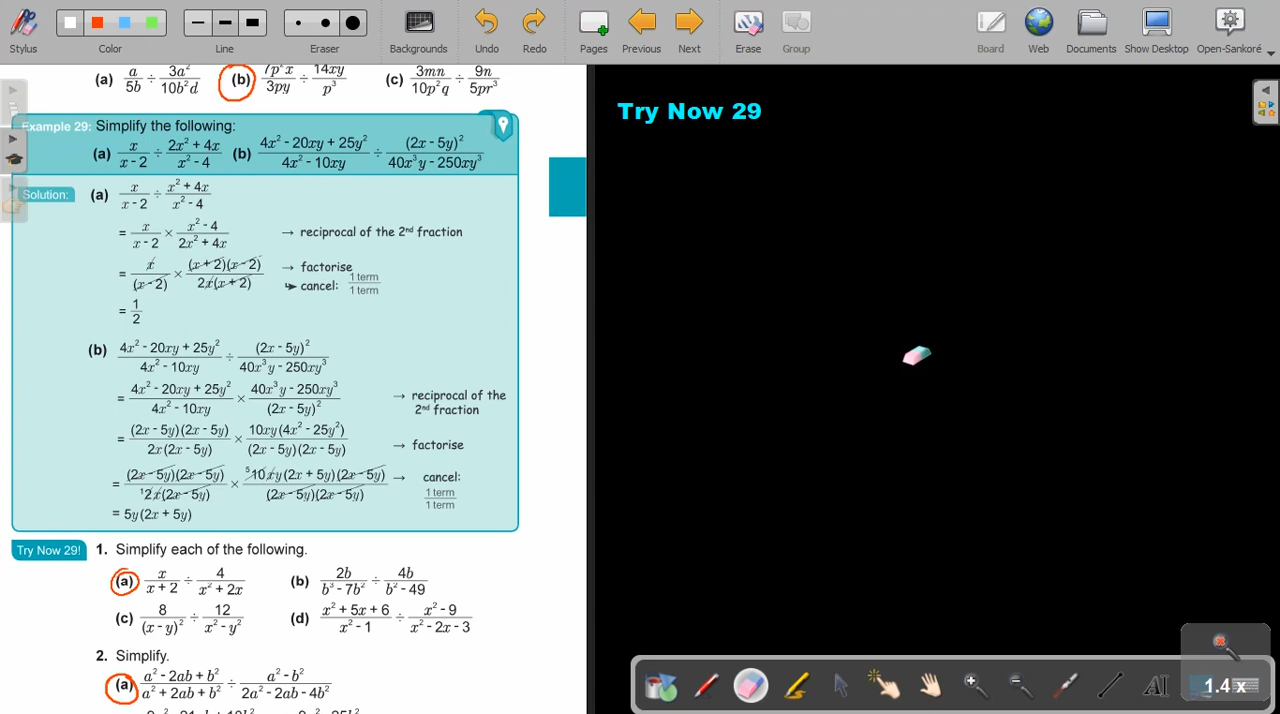 Stylus Color Line Eraser Backgrounds Undo Redo Pages Previous Next Erase Group Board Web Documents Show Desktop Open-Sankoré
(a) a/5b ÷ 3a²/10b²d (b) 7p²x/3py ÷ 14xy/p³ (c) 3mn/10p²q ÷ 9n/5pr³
Example 29: Simplify the following:
(a) x/(x - 2) ÷ (2x² + 4x)/(x² - 4) (b) (4x² - 20xy + 25y²)/(4x² - 10xy) ÷ (2x - 5y)²/(40x³y - 250xy³)
Solution: (a) x/(x - 2) ÷ (x² + 4x)/(x² - 4)
= x/(x - 2) × (x² - 4)/(2x² + 4x) → reciprocal of the 2nd fraction
= x/(x - 2) × (x + 2)(x - 2)/2x(x + 2) → factorise
↳ cancel: 1 term/1 term
= 1/2
(b) (4x² - 20xy + 25y²)/(4x² - 10xy) ÷ (2x - 5y)²/(40x³y - 250xy³)
= (4x² - 20xy + 25y²)/(4x² - 10xy) × (40x³y - 250xy³)/(2x - 5y)² → reciprocal of the
2nd fraction
= (2x - 5y)(2x - 5y)/2x(2x - 5y) × 10xy(4x² - 25y²)/(2x - 5y)(2x - 5y) → factorise
= (2x - 5y)(2x - 5y)/¹2x(2x - 5y) × ⁵10xy(2x + 5y)(2x - 5y)/(2x - 5y)(2x - 5y) → cancel:
1 term/1 term
= 5y(2x + 5y)
Try Now 29! 1. Simplify each of the following.
(a) x/(x + 2) ÷ 4/(x² + 2x) (b) 2b/(b³ - 7b²) ÷ 4b/(b² - 49)
(c) 8/(x - y)² ÷ 12/(x² - y²) (d) (x² + 5x + 6)/(x² - 1) ÷ (x² - 9)/(x² - 2x - 3)
2. Simplify.
(a) (a² - 2ab + b²)/(a² + 2ab + b²) ÷ (a² - b²)/(2a² - 2ab - 4b²)
Try Now 29
1.4 x